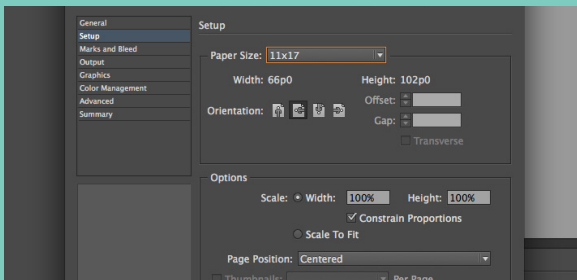 General
Setup
Marks and Bleed
Output
Graphics
Color Management
Advanced
Summary
Setup
Paper Size: 11x17
Width: 66p0 Height: 102p0
Orientation:
Offset:
Gap:
Transverse
Options
Scale: Width: 100% Height: 100%
Constrain Proportions
Scale To Fit
Page Position: Centered
Thumbnails: Per Page